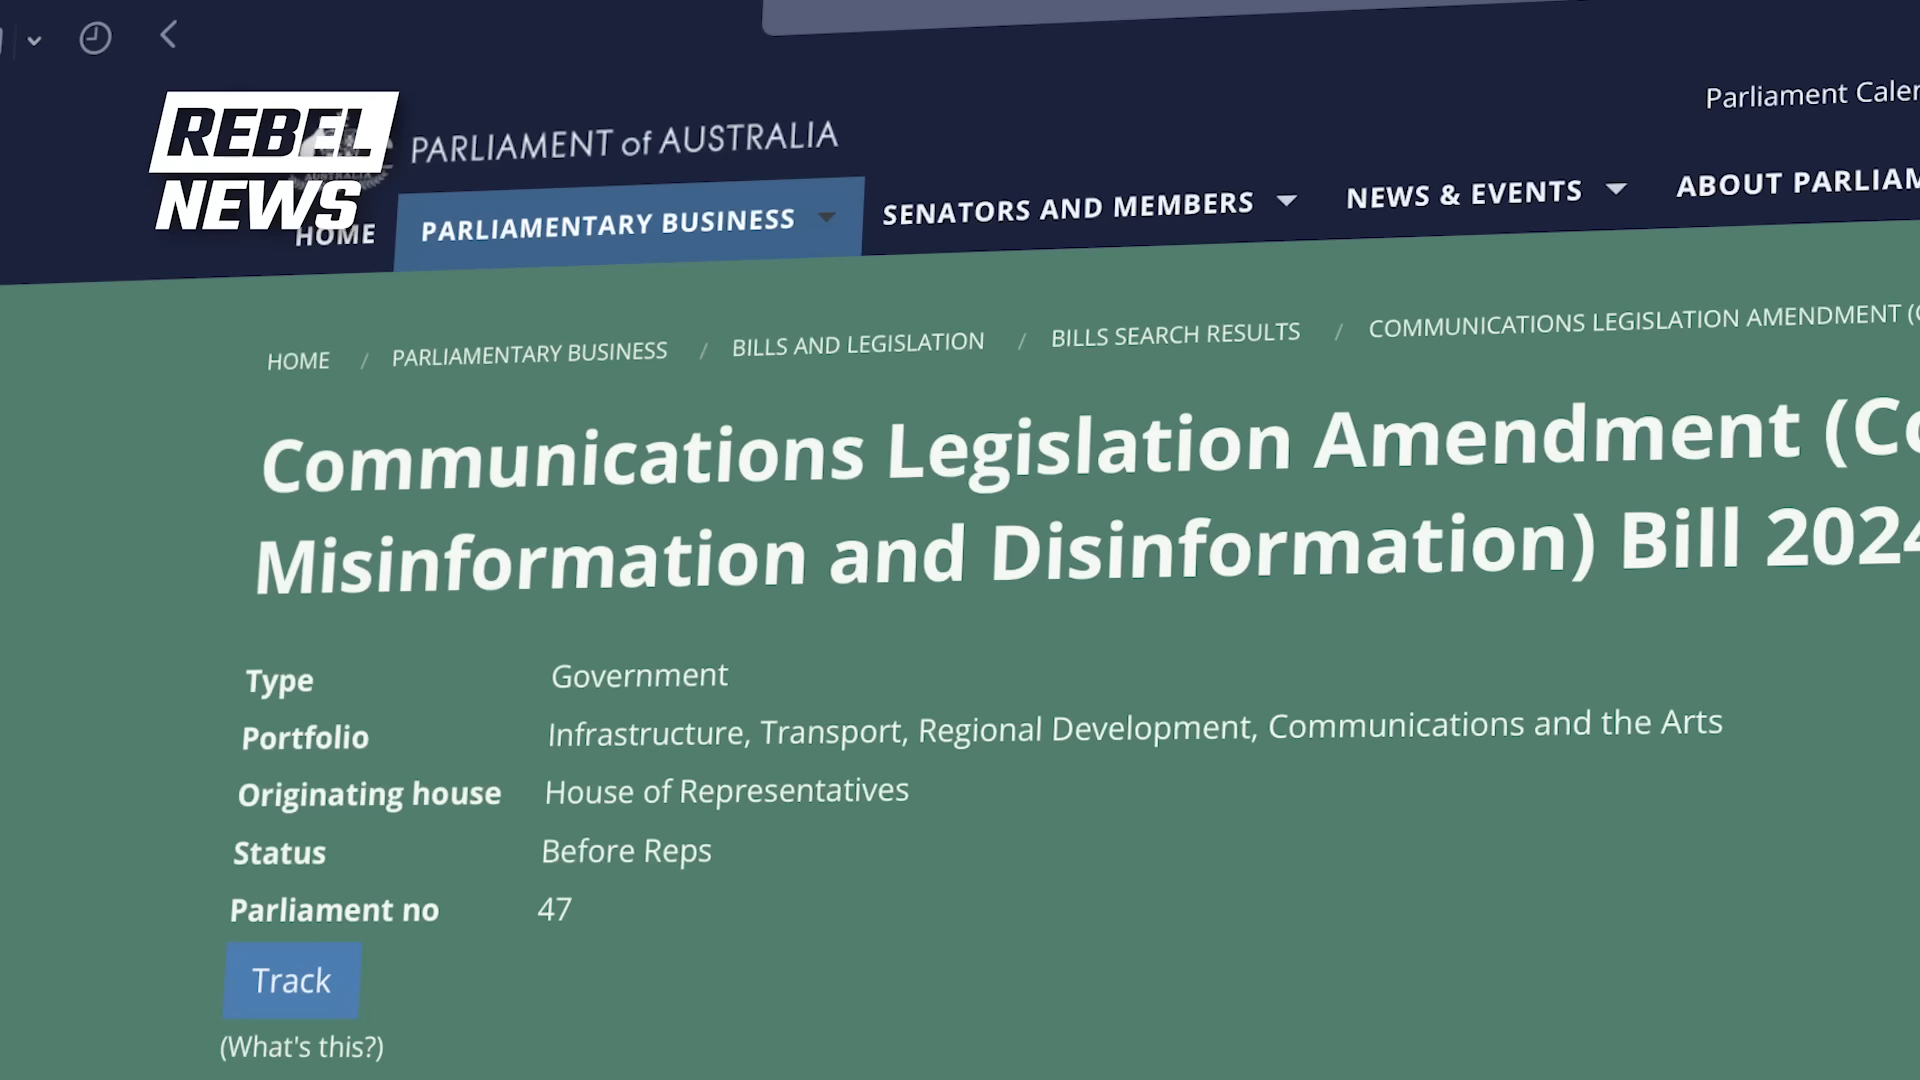 REBEL
NEWS
Parliament Caler
PARLIAMENT of AUSTRALIA
AUSTRALIA
HOME
PARLIAMENTARY BUSINESS
SENATORS AND MEMBERS
NEWS & EVENTS
ABOUT PARLIAM
HOME / PARLIAMENTARY BUSINESS / BILLS AND LEGISLATION / BILLS SEARCH RESULTS / COMMUNICATIONS LEGISLATION AMENDMENT (C
Communications Legislation Amendment (Co
Misinformation and Disinformation) Bill 2024
Type Government
Portfolio Infrastructure, Transport, Regional Development, Communications and the Arts
Originating house House of Representatives
Status Before Reps
Parliament no 47
Track
(What's this?)